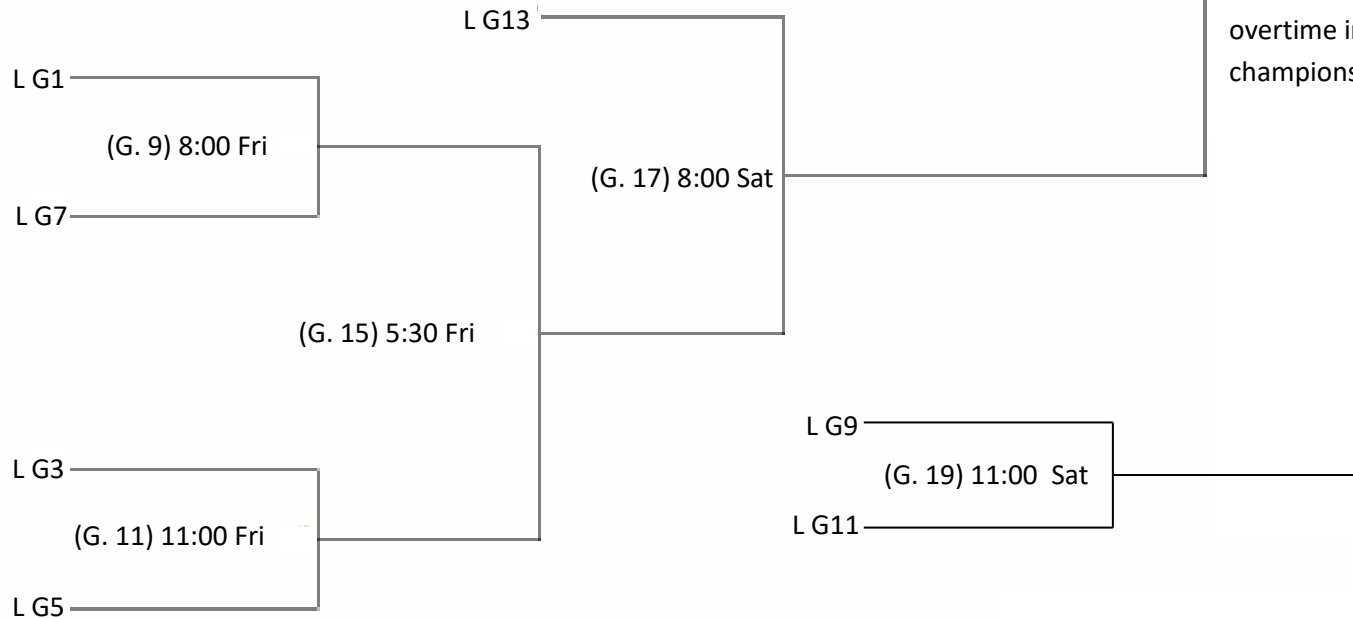 L G13
overtime i
champions
L G1
(G. 9) 8:00 Fri
(G. 17) 8:00 Sat
L G7
(G. 15) 5:30 Fri
L G9
L G3
(G. 19) 11:00 Sat
(G. 11) 11:00 Fri
L G11
L G5